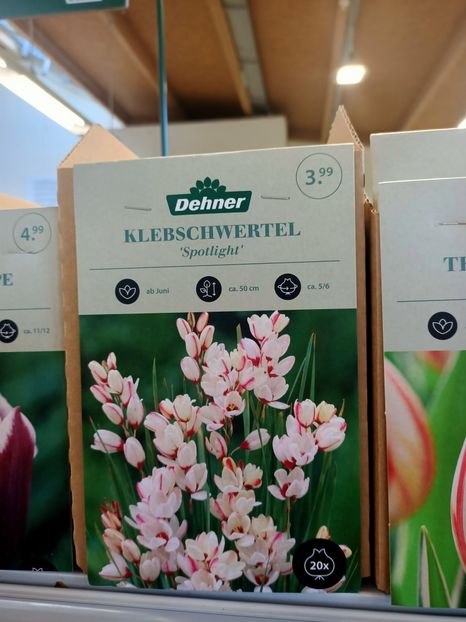 Dehner
3.99
KLEBSCHWERTEL
'Spotlight'
ab Juni
ca. 50 cm
ca. 5/6
20x
4.99
ca. 11/12